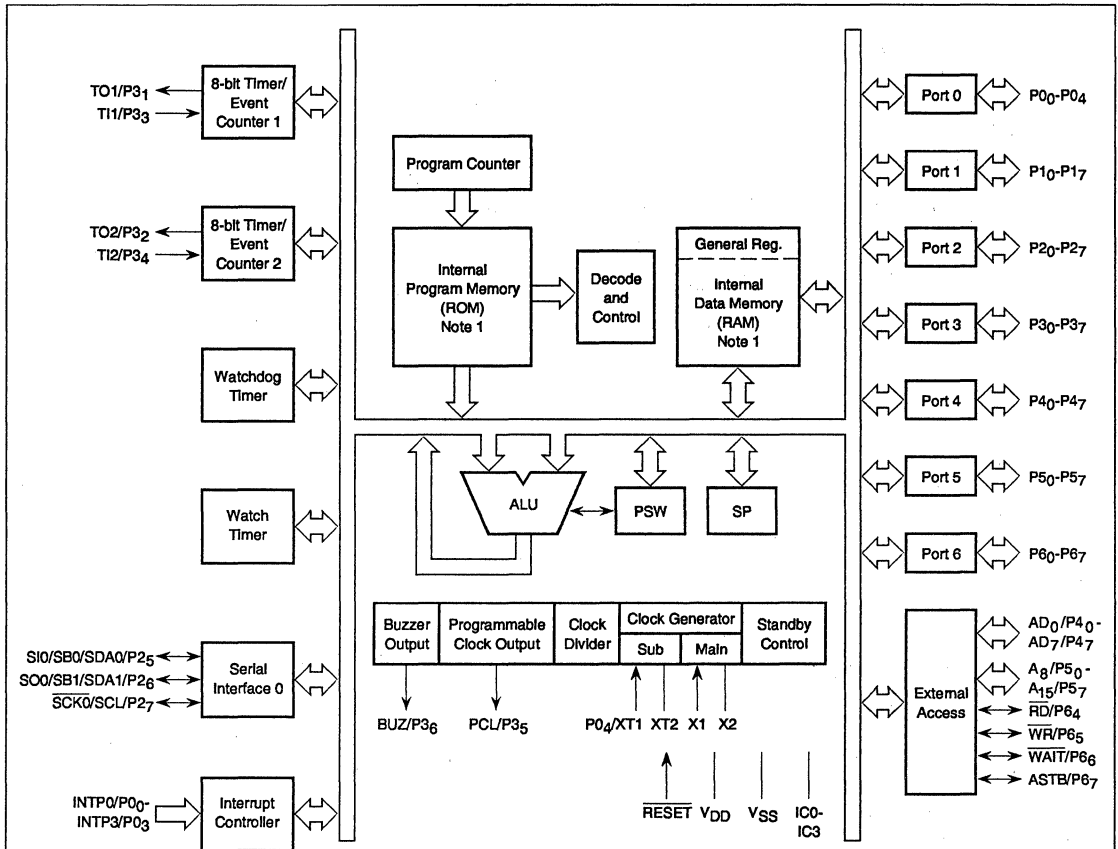 TO1/P3₁
TI1/P3₃
8-bit Timer/
Event
Counter 1
TO2/P3₂
TI2/P3₄
8-bit Timer/
Event
Counter 2
Watchdog
Timer
Watch
Timer
SI0/SB0/SDA0/P2₅
SO0/SB1/SDA1/P2₆
SCK0/SCL/P2₇
Serial
Interface 0
INTP0/P0₀-
INTP3/P0₃
Interrupt
Controller
Program Counter
Internal
Program Memory
(ROM)
Note 1
Decode
and
Control
General Reg.
Internal
Data Memory
(RAM)
Note 1
ALU
PSW
SP
Buzzer
Output
Programmable
Clock Output
Clock
Divider
Clock Generator
Sub
Main
Standby
Control
BUZ/P3₆
PCL/P3₅
P0₄/XT1
XT2
X1
X2
RESET
V_DD
V_SS
IC0-
IC3
Port 0
P0₀-P0₄
Port 1
P1₀-P1₇
Port 2
P2₀-P2₇
Port 3
P3₀-P3₇
Port 4
P4₀-P4₇
Port 5
P5₀-P5₇
Port 6
P6₀-P6₇
External
Access
AD₀/P4₀-
AD₇/P4₇
A₈/P5₀-
A₁₅/P5₇
RD/P6₄
WR/P6₅
WAIT/P6₆
ASTB/P6₇